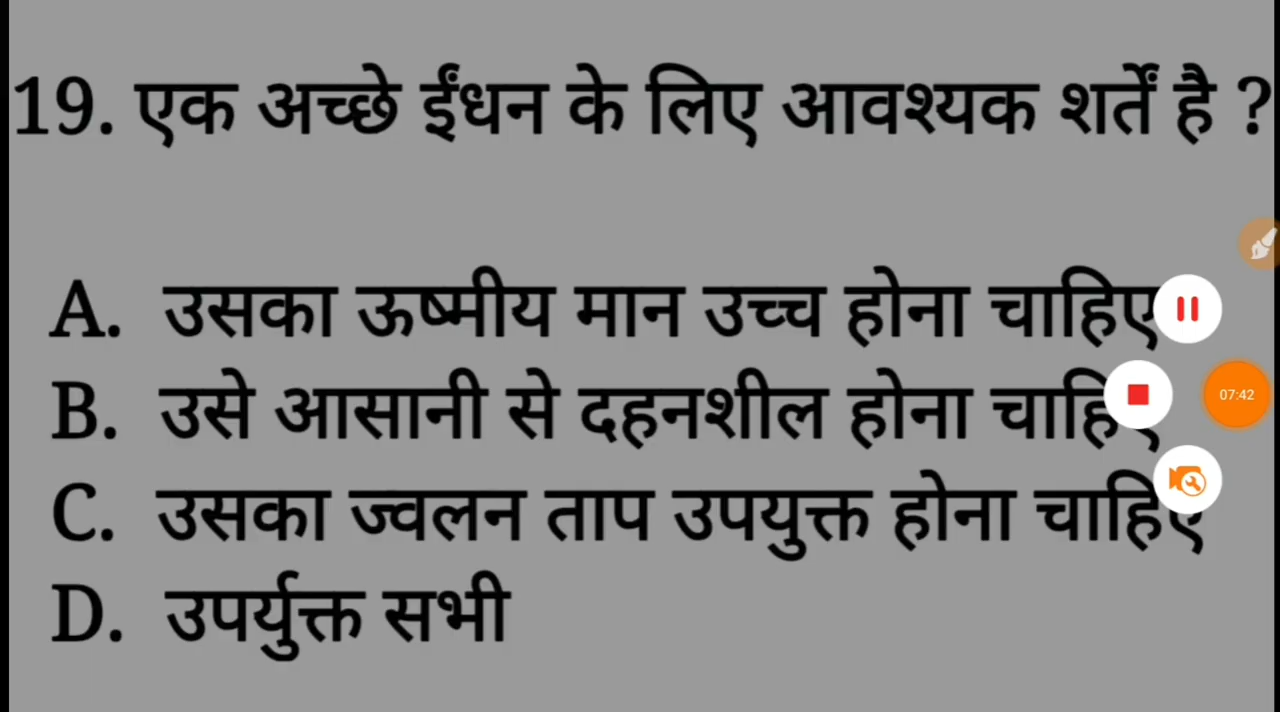 19. एक अच्छे ईंधन के लिए आवश्यक शर्तें है ?
A. उसका ऊष्मीय मान उच्च होना चाहिए
B. उसे आसानी से दहनशील होना चाहिए
07:42
C. उसका ज्वलन ताप उपयुक्त होना चाहिए
D. उपर्युक्त सभी